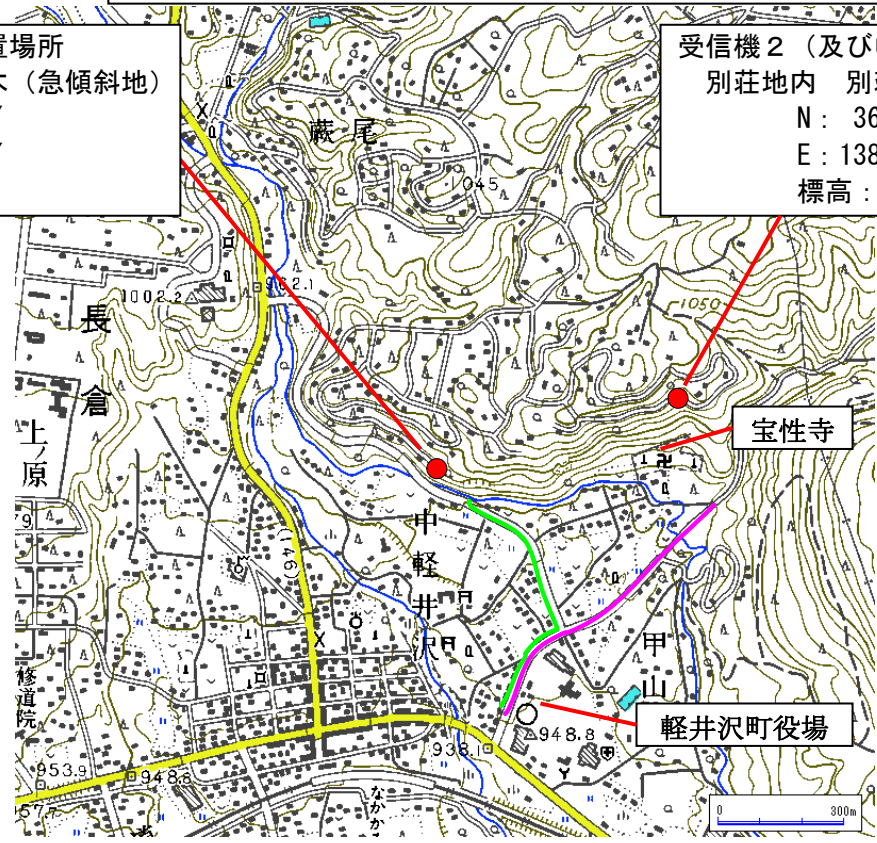 置場所
木（急傾斜地）
受信機２（及び
別荘地内 別
N： 36
E：138
標高：
蕨尾
1045
1002.2
962.1
長倉
1050
上ノ原
宝性寺
中軽井沢
(146)
甲山
修道院
軽井沢町役場
948.8
938.1
953.9
948.8
なかか
0 300m